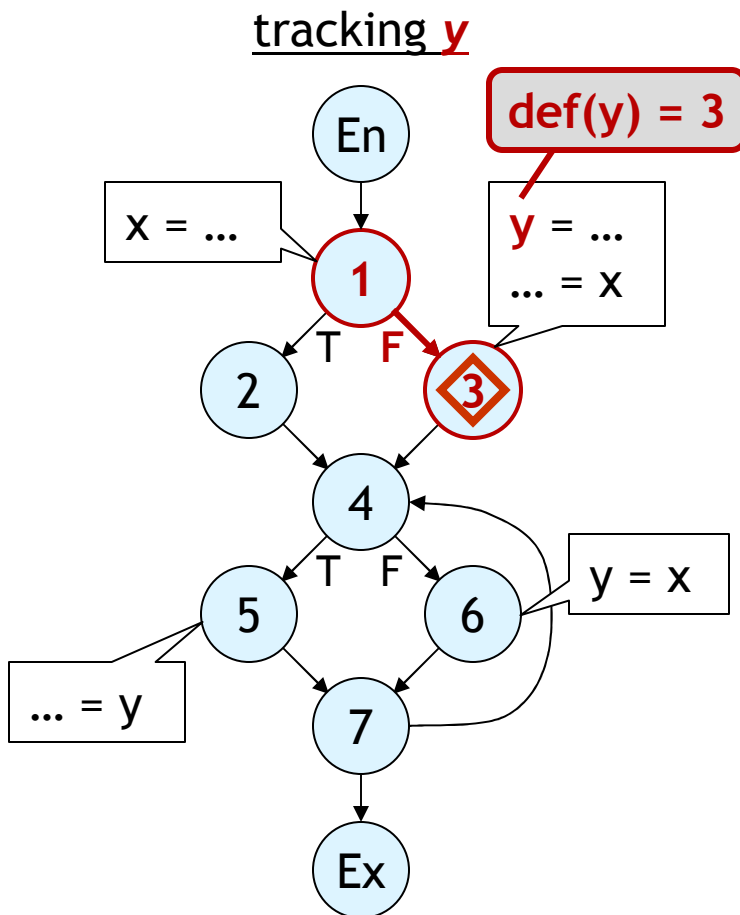 tracking y
def(y) = 3
En
x = ...
y = ...
... = x
1
T F
2
3
4
T F
y = x
5
6
... = y
7
Ex